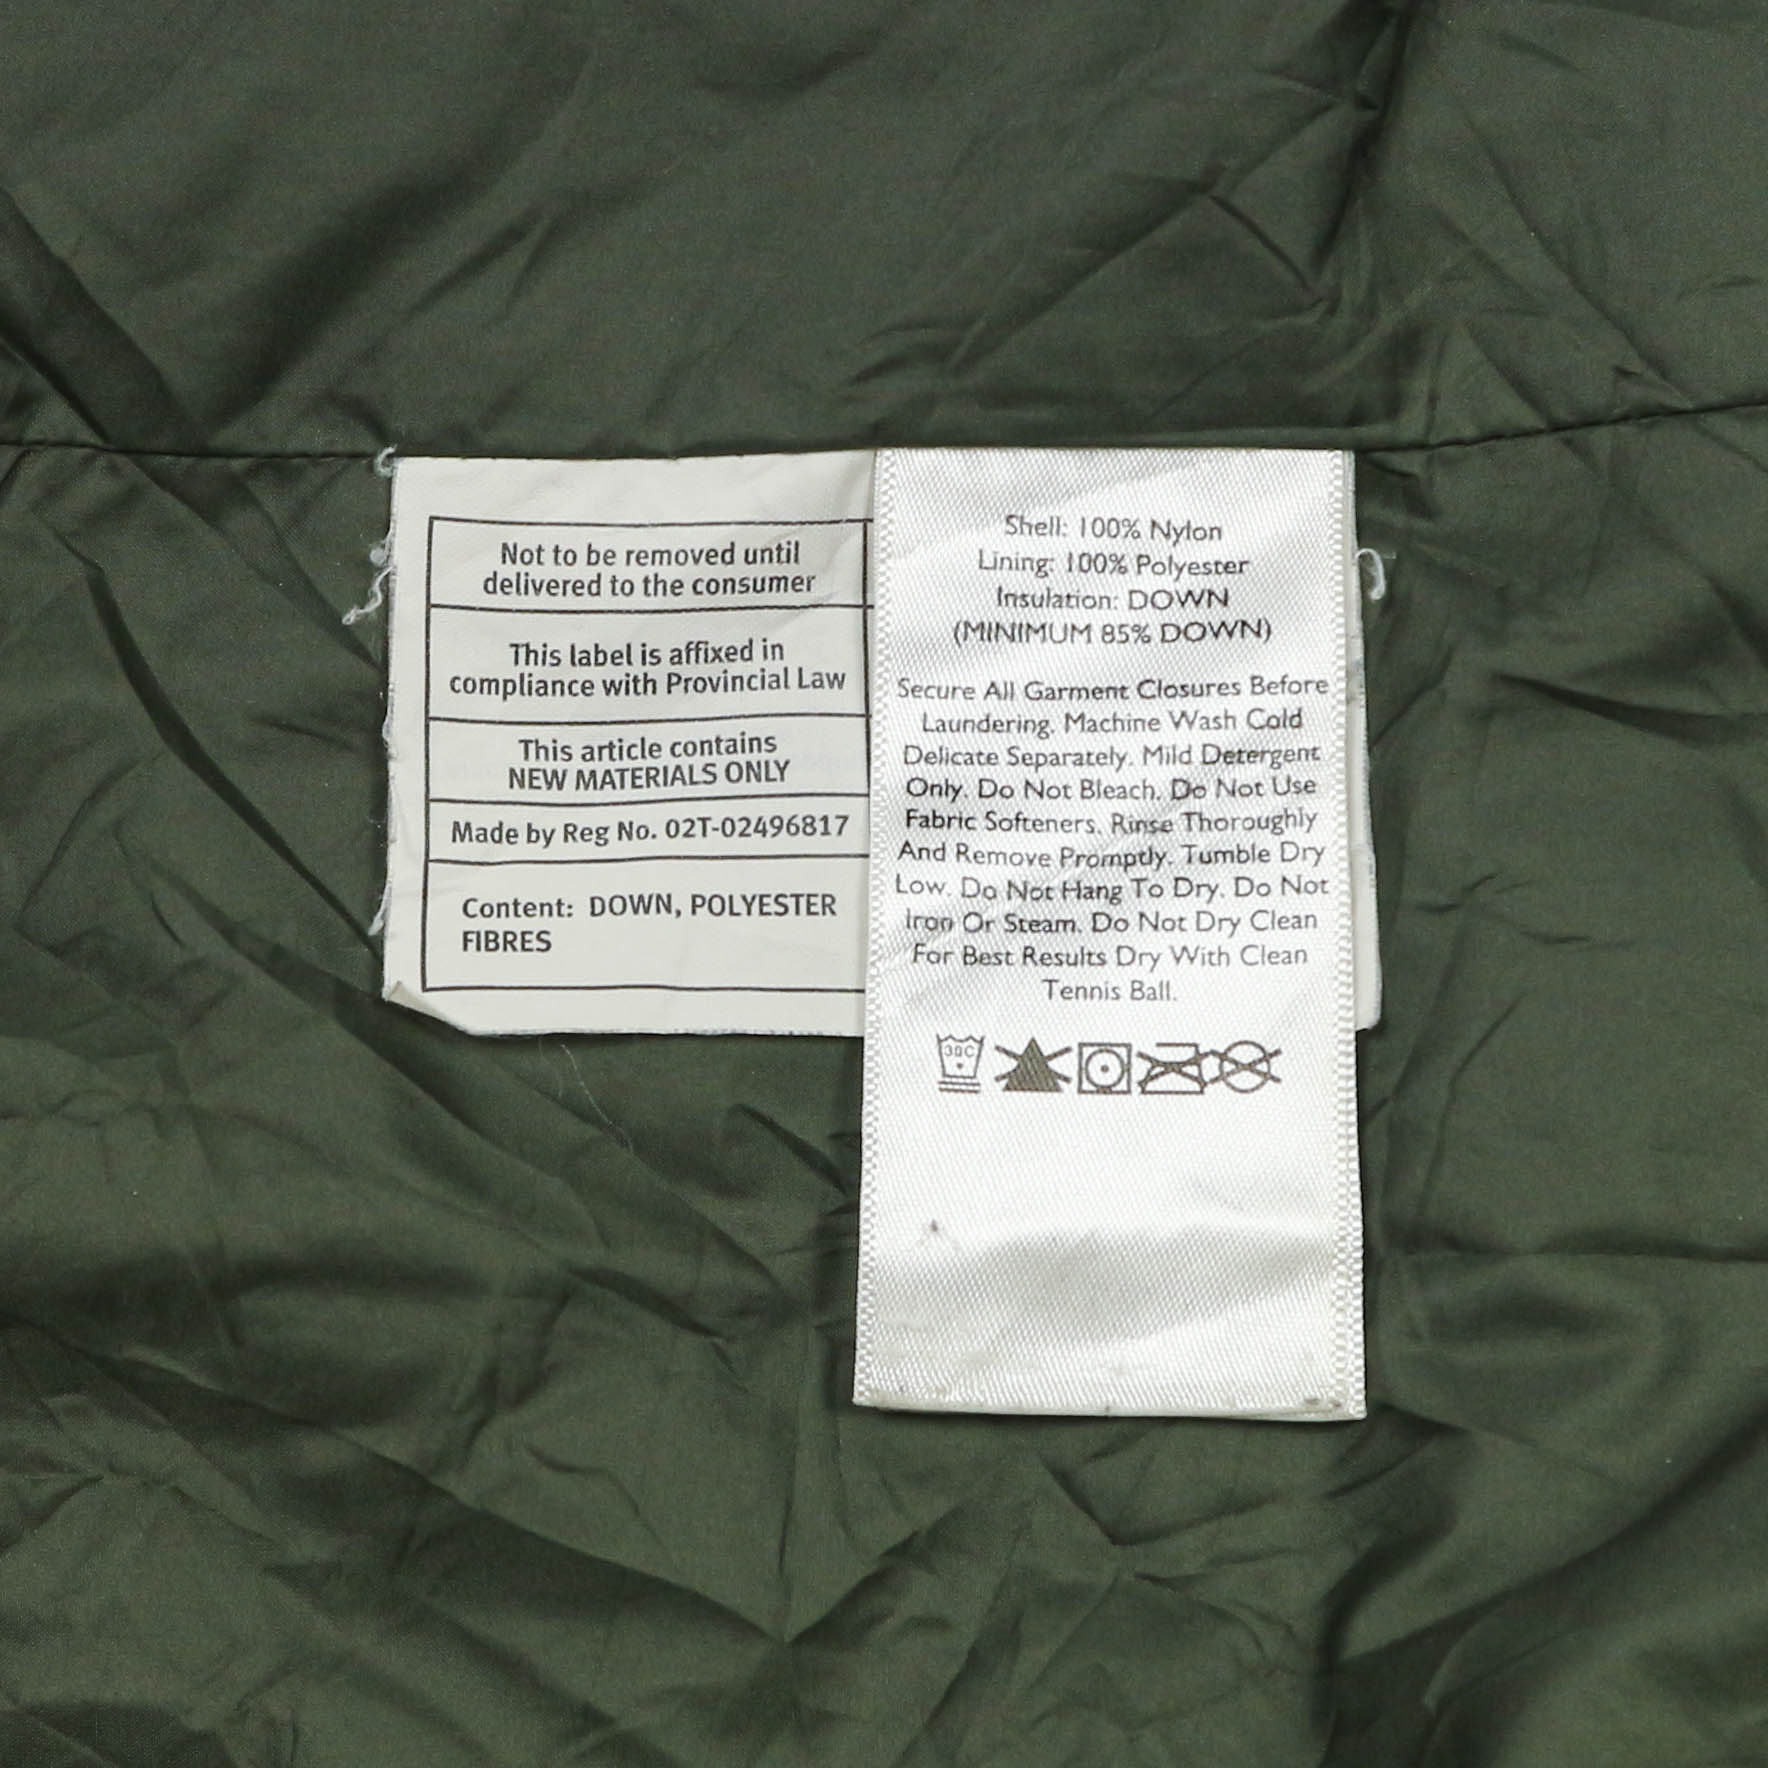 Not to be removed until
delivered to the consumer
This label is affixed in
compliance with Provincial Law
This article contains
NEW MATERIALS ONLY
Made by Reg No. 02T-02496817
Content: DOWN, POLYESTER
FIBRES
Shell: 100% Nylon
Lining: 100% Polyester
Insulation: DOWN
(MINIMUM 85% DOWN)
Secure All Garment Closures Before
Laundering. Machine Wash Cold
Delicate Separately. Mild Detergent
Only. Do Not Bleach. Do Not Use
Fabric Softeners. Rinse Thoroughly
And Remove Promptly. Tumble Dry
Low. Do Not Hang To Dry. Do Not
Iron Or Steam. Do Not Dry Clean
For Best Results Dry With Clean
Tennis Ball.
30C